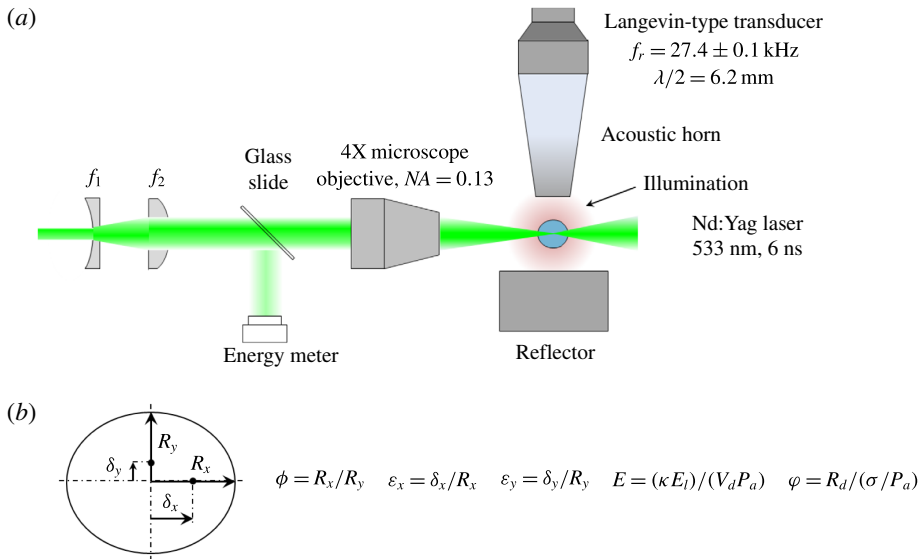 (a)
Langevin-type transducer
f_r = 27.4 ± 0.1 kHz
λ/2 = 6.2 mm
Acoustic horn
4X microscope
objective, NA = 0.13
Glass
slide
f_1
f_2
Illumination
Nd:Yag laser
533 nm, 6 ns
Energy meter
Reflector
(b)
R_y
R_x
δ_y
δ_x
ϕ = R_x/R_y   ε_x = δ_x/R_x   ε_y = δ_y/R_y   E = (κE_l)/(V_dP_a)   φ = R_d/(σ/P_a)